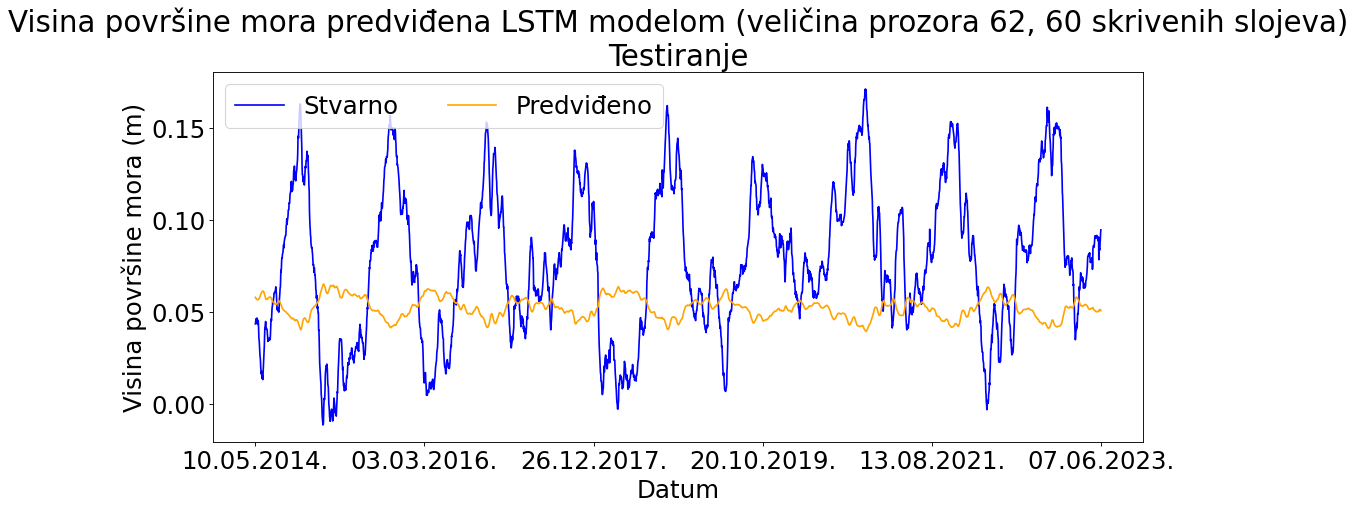 Visina površine mora predviđena LSTM modelom (veličina prozora 62, 60 skrivenih slojeva)
Testiranje
Stvarno
Predviđeno
Visina površine mora (m)
0.15
0.10
0.05
0.00
10.05.2014.
03.03.2016.
26.12.2017.
20.10.2019.
13.08.2021.
07.06.2023.
Datum